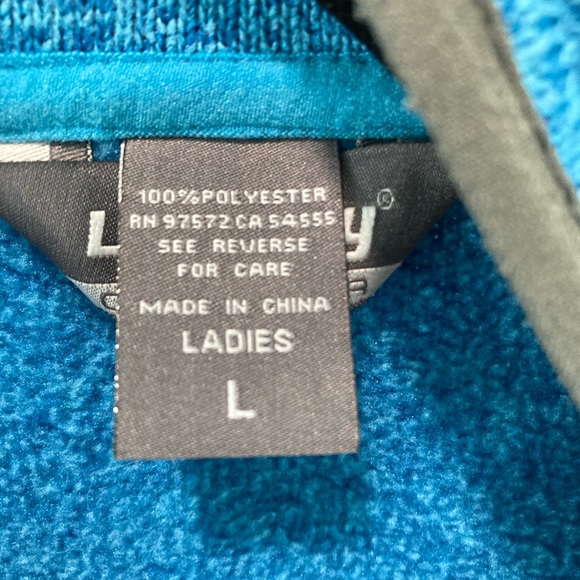 100% POLYESTER
RN 97572 CA 54555
SEE REVERSE
FOR CARE
MADE IN CHINA
LADIES
L